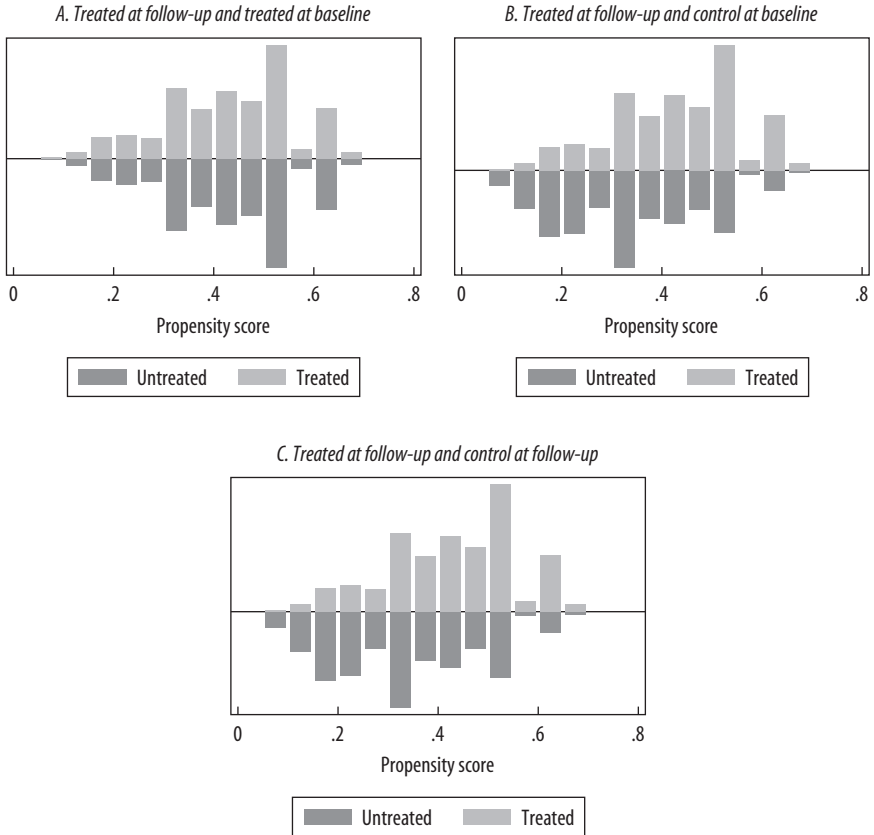 A. Treated at follow-up and treated at baseline
0 .2 .4 .6 .8
Propensity score
Untreated Treated
B. Treated at follow-up and control at baseline
0 .2 .4 .6 .8
Propensity score
Untreated Treated
C. Treated at follow-up and control at follow-up
0 .2 .4 .6 .8
Propensity score
Untreated Treated